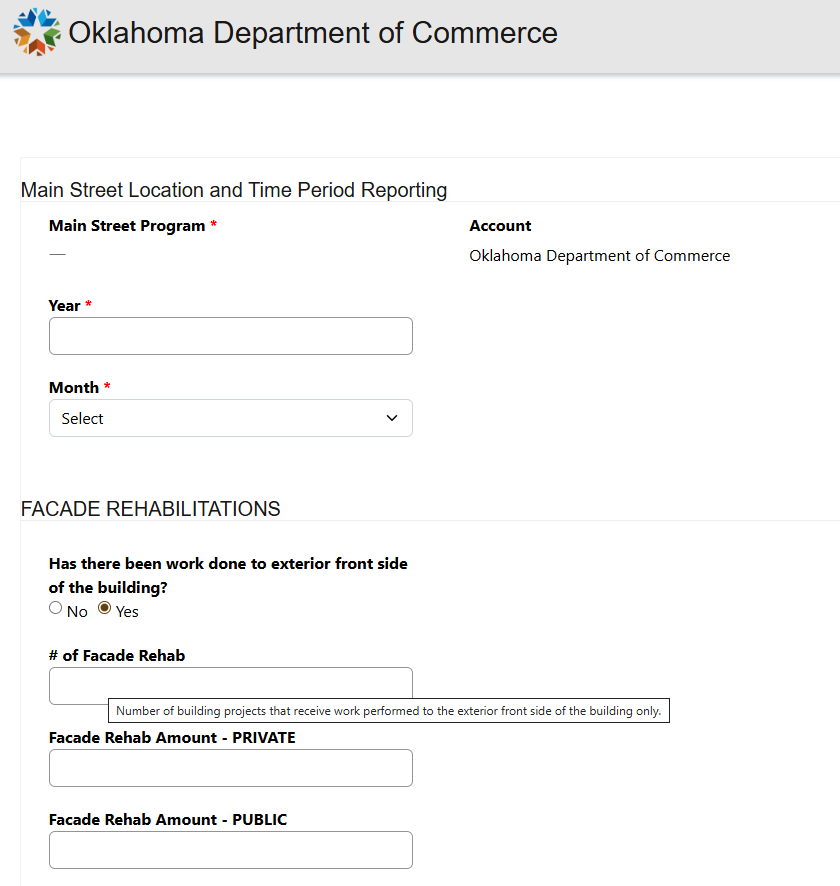 Oklahoma Department of Commerce
Main Street Location and Time Period Reporting
Main Street Program *
Account
—
Oklahoma Department of Commerce
Year *
Month *
Select
FACADE REHABILITATIONS
Has there been work done to exterior front side
of the building?
No Yes
# of Facade Rehab
Number of building projects that receive work performed to the exterior front side of the building only.
Facade Rehab Amount - PRIVATE
Facade Rehab Amount - PUBLIC